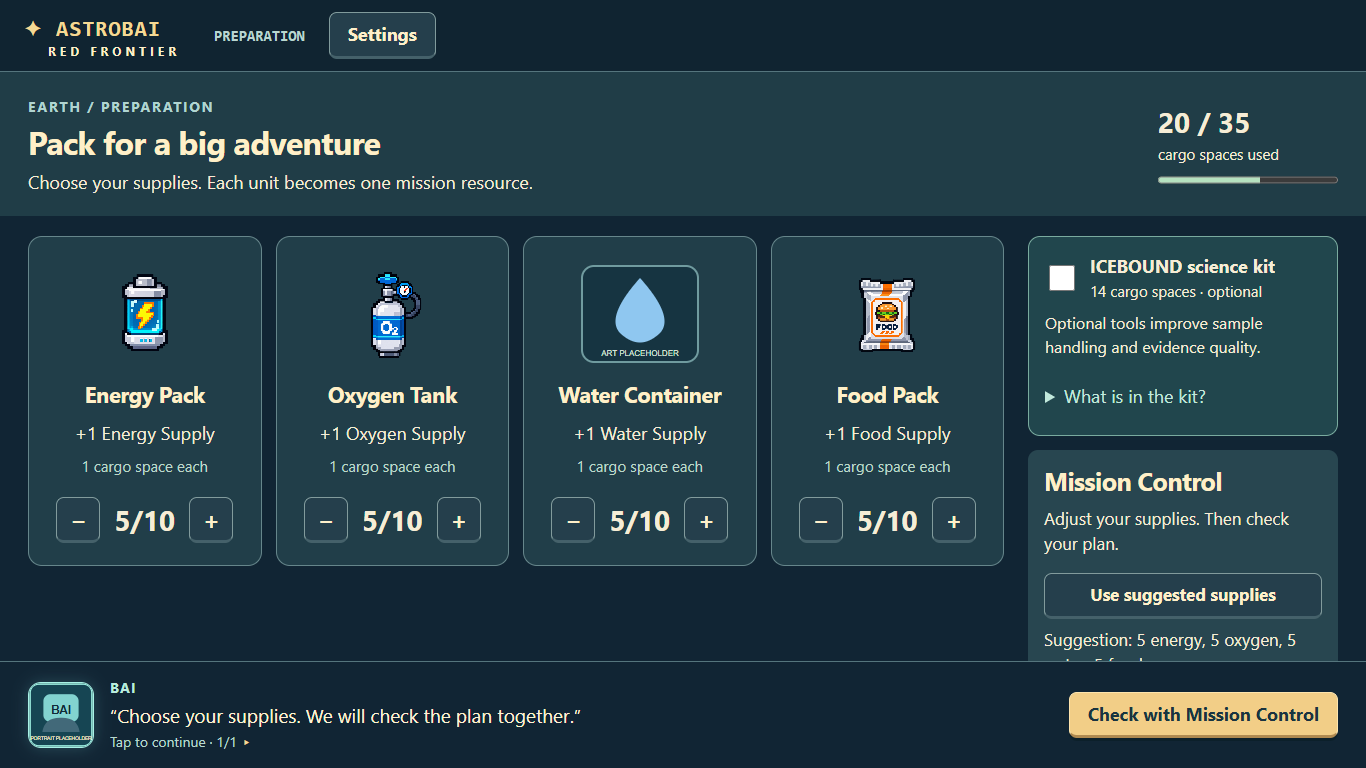 ✦ ASTROBAI
RED FRONTIER
PREPARATION
Settings
EARTH / PREPARATION
Pack for a big adventure
Choose your supplies. Each unit becomes one mission resource.
20 / 35
cargo spaces used
Energy Pack
+1 Energy Supply
1 cargo space each
− 5/10 +
O₂
Oxygen Tank
+1 Oxygen Supply
1 cargo space each
− 5/10 +
ART PLACEHOLDER
Water Container
+1 Water Supply
1 cargo space each
− 5/10 +
FOOD
Food Pack
+1 Food Supply
1 cargo space each
− 5/10 +
ICEBOUND science kit
14 cargo spaces · optional
Optional tools improve sample
handling and evidence quality.
▶ What is in the kit?
Mission Control
Adjust your supplies. Then check
your plan.
Use suggested supplies
Suggestion: 5 energy, 5 oxygen, 5
BAI
PORTRAIT PLACEHOLDER
BAI
“Choose your supplies. We will check the plan together.”
Tap to continue · 1/1 ▸
Check with Mission Control